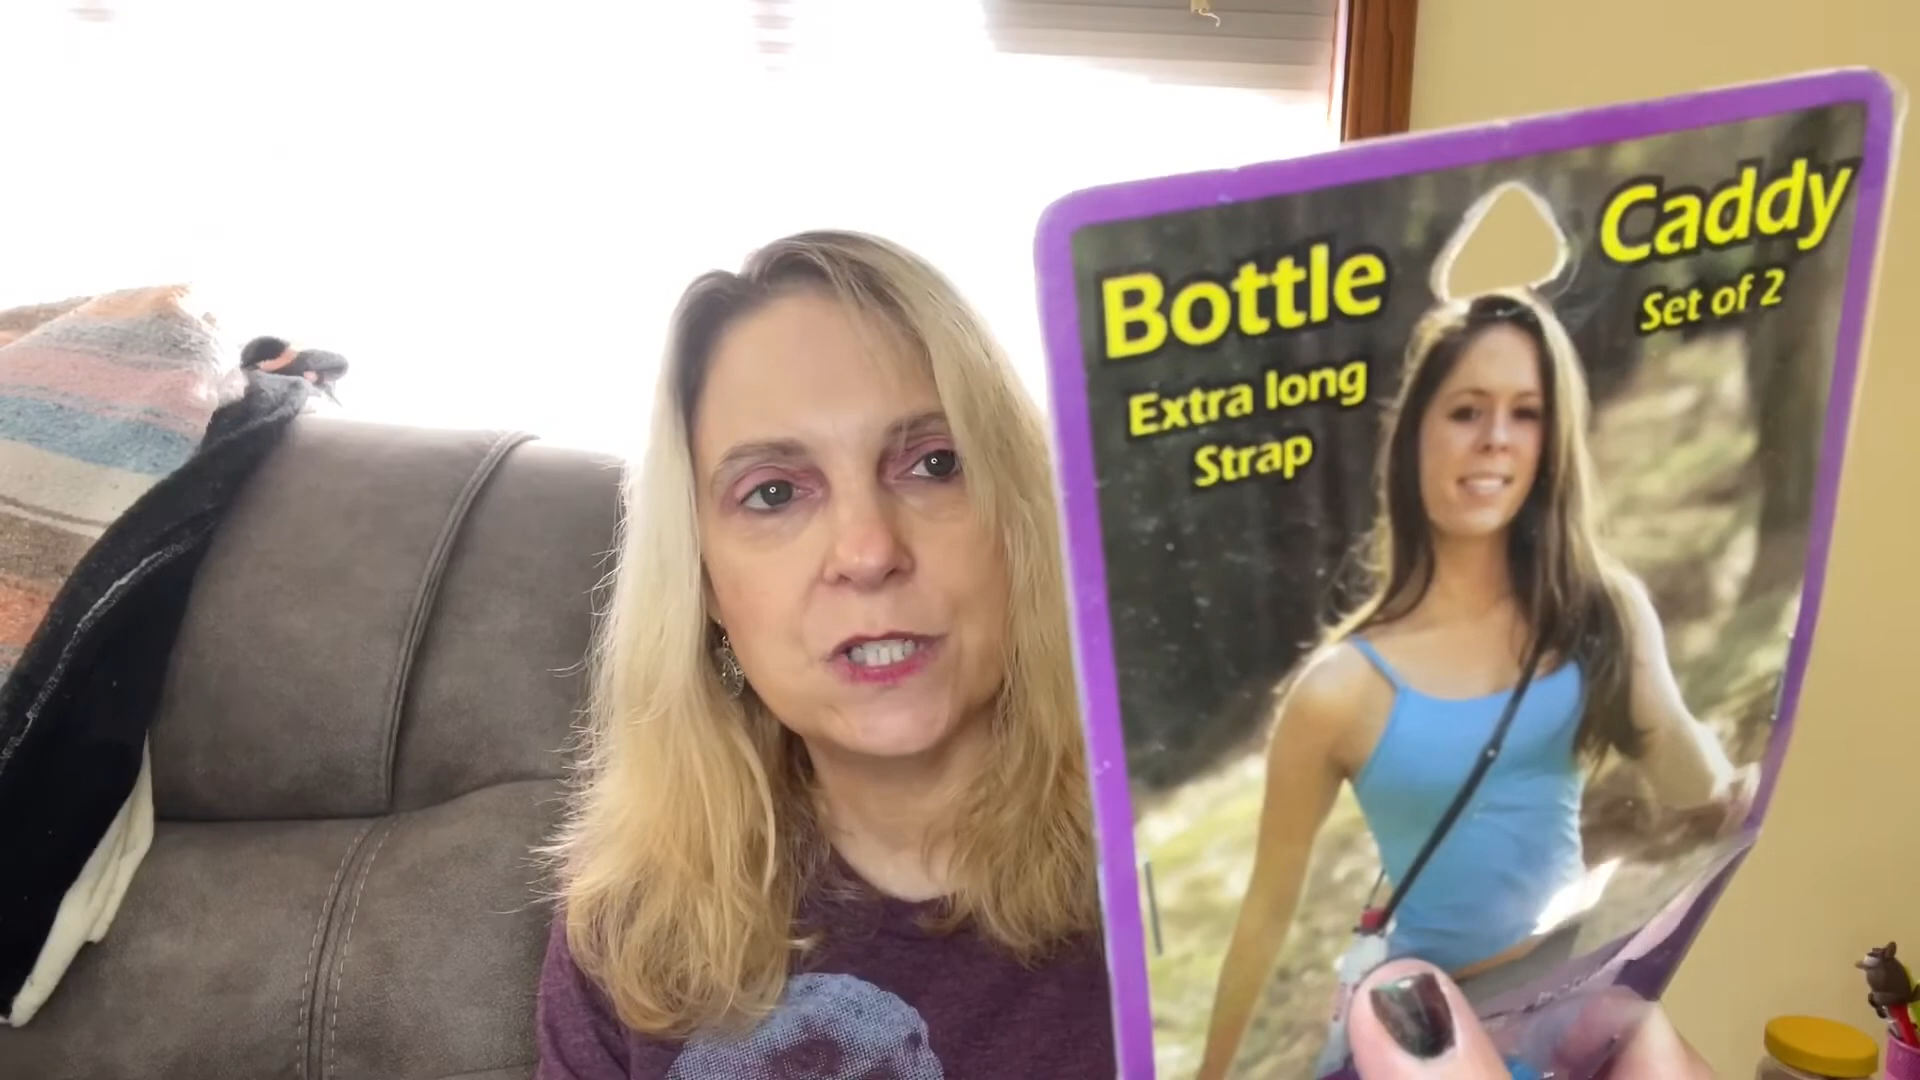 Bottle
Extra long
Strap
Caddy
Set of 2